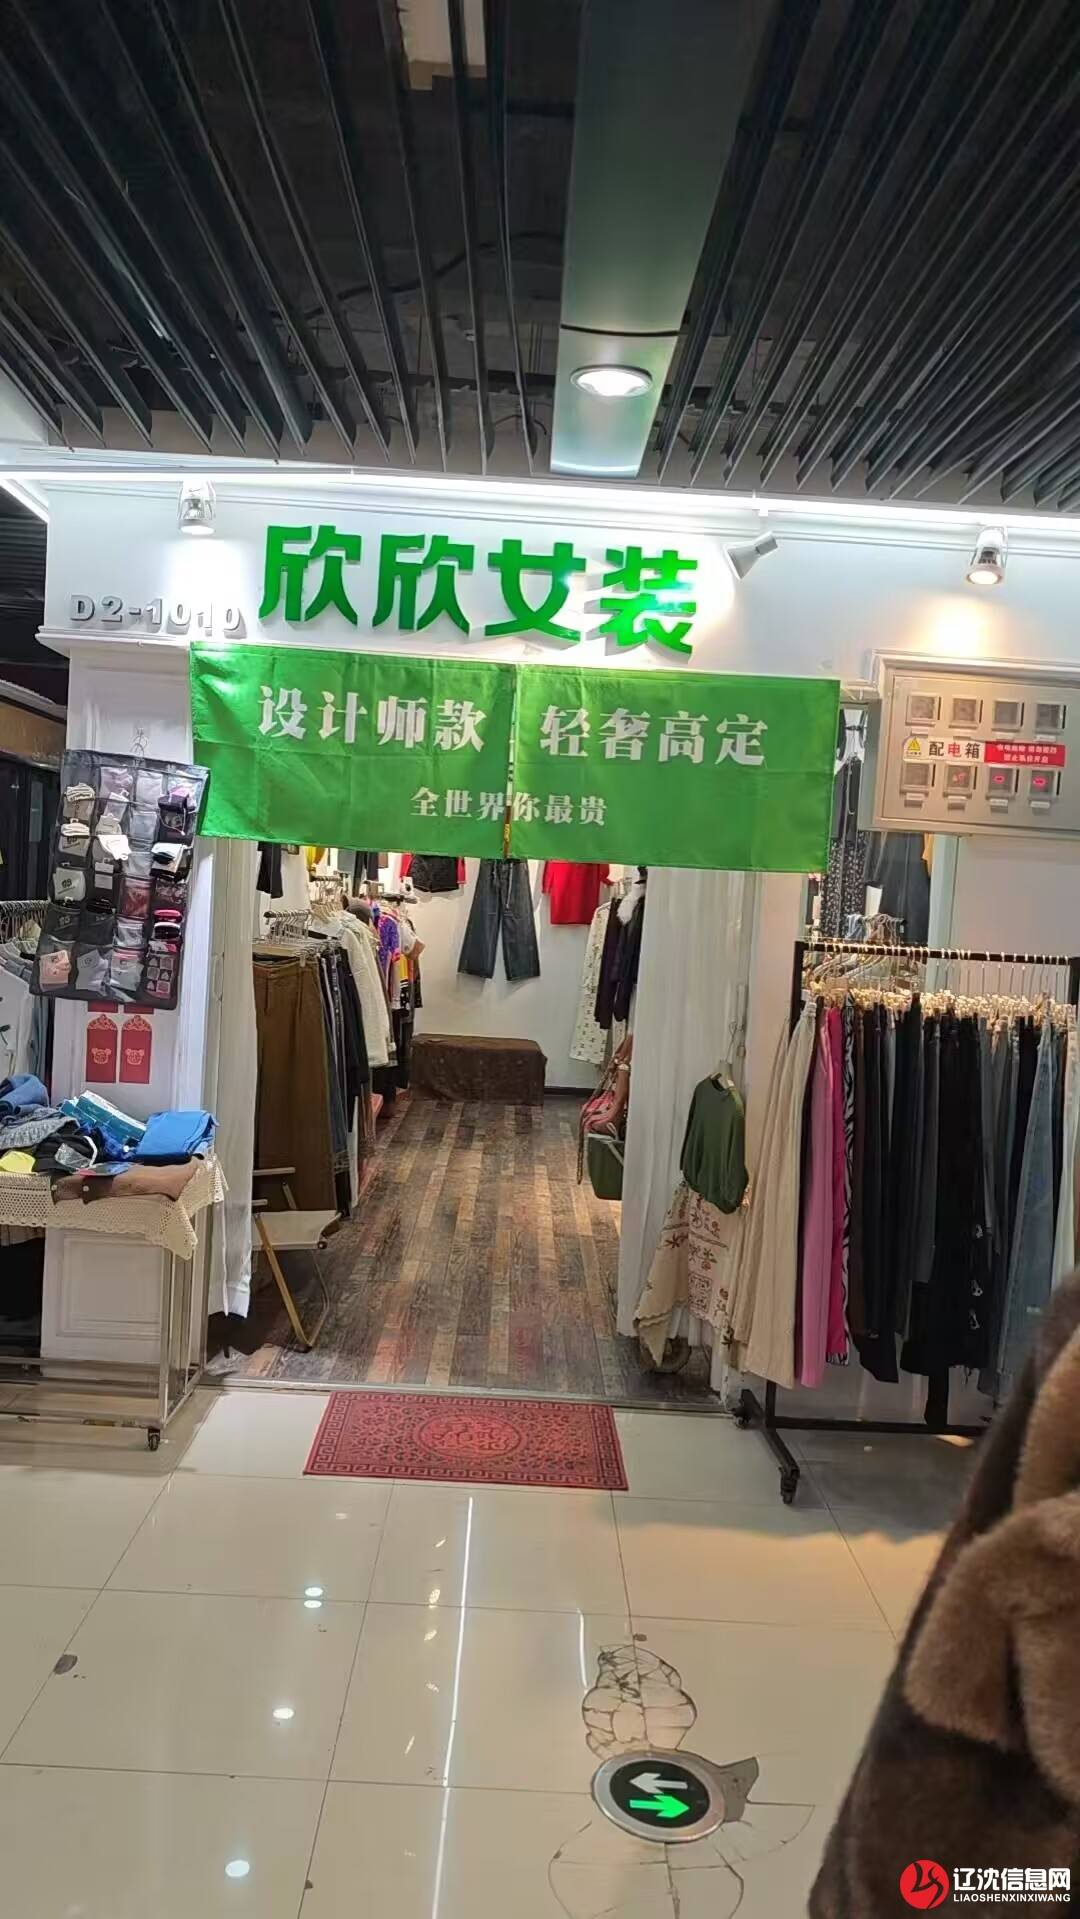 欣欣女装
D2-1010
设计师款 轻奢高定
全世界你最贵
配电箱
辽沈信息网
LIAOSHENXINXIWANG